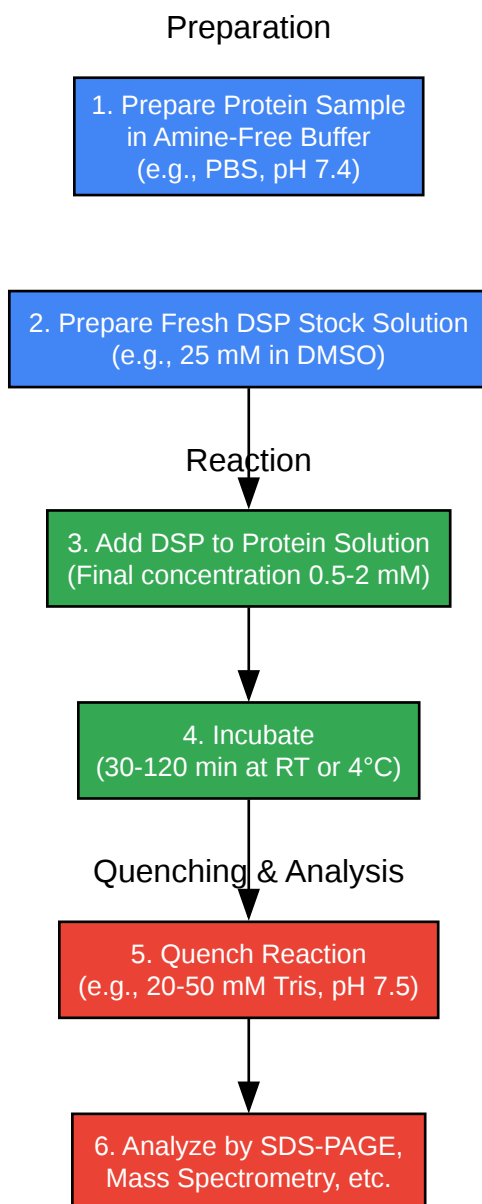 Preparation
1. Prepare Protein Sample
in Amine-Free Buffer
(e.g., PBS, pH 7.4)
2. Prepare Fresh DSP Stock Solution
(e.g., 25 mM in DMSO)
Reaction
3. Add DSP to Protein Solution
(Final concentration 0.5-2 mM)
4. Incubate
(30-120 min at RT or 4°C)
Quenching & Analysis
5. Quench Reaction
(e.g., 20-50 mM Tris, pH 7.5)
6. Analyze by SDS-PAGE,
Mass Spectrometry, etc.